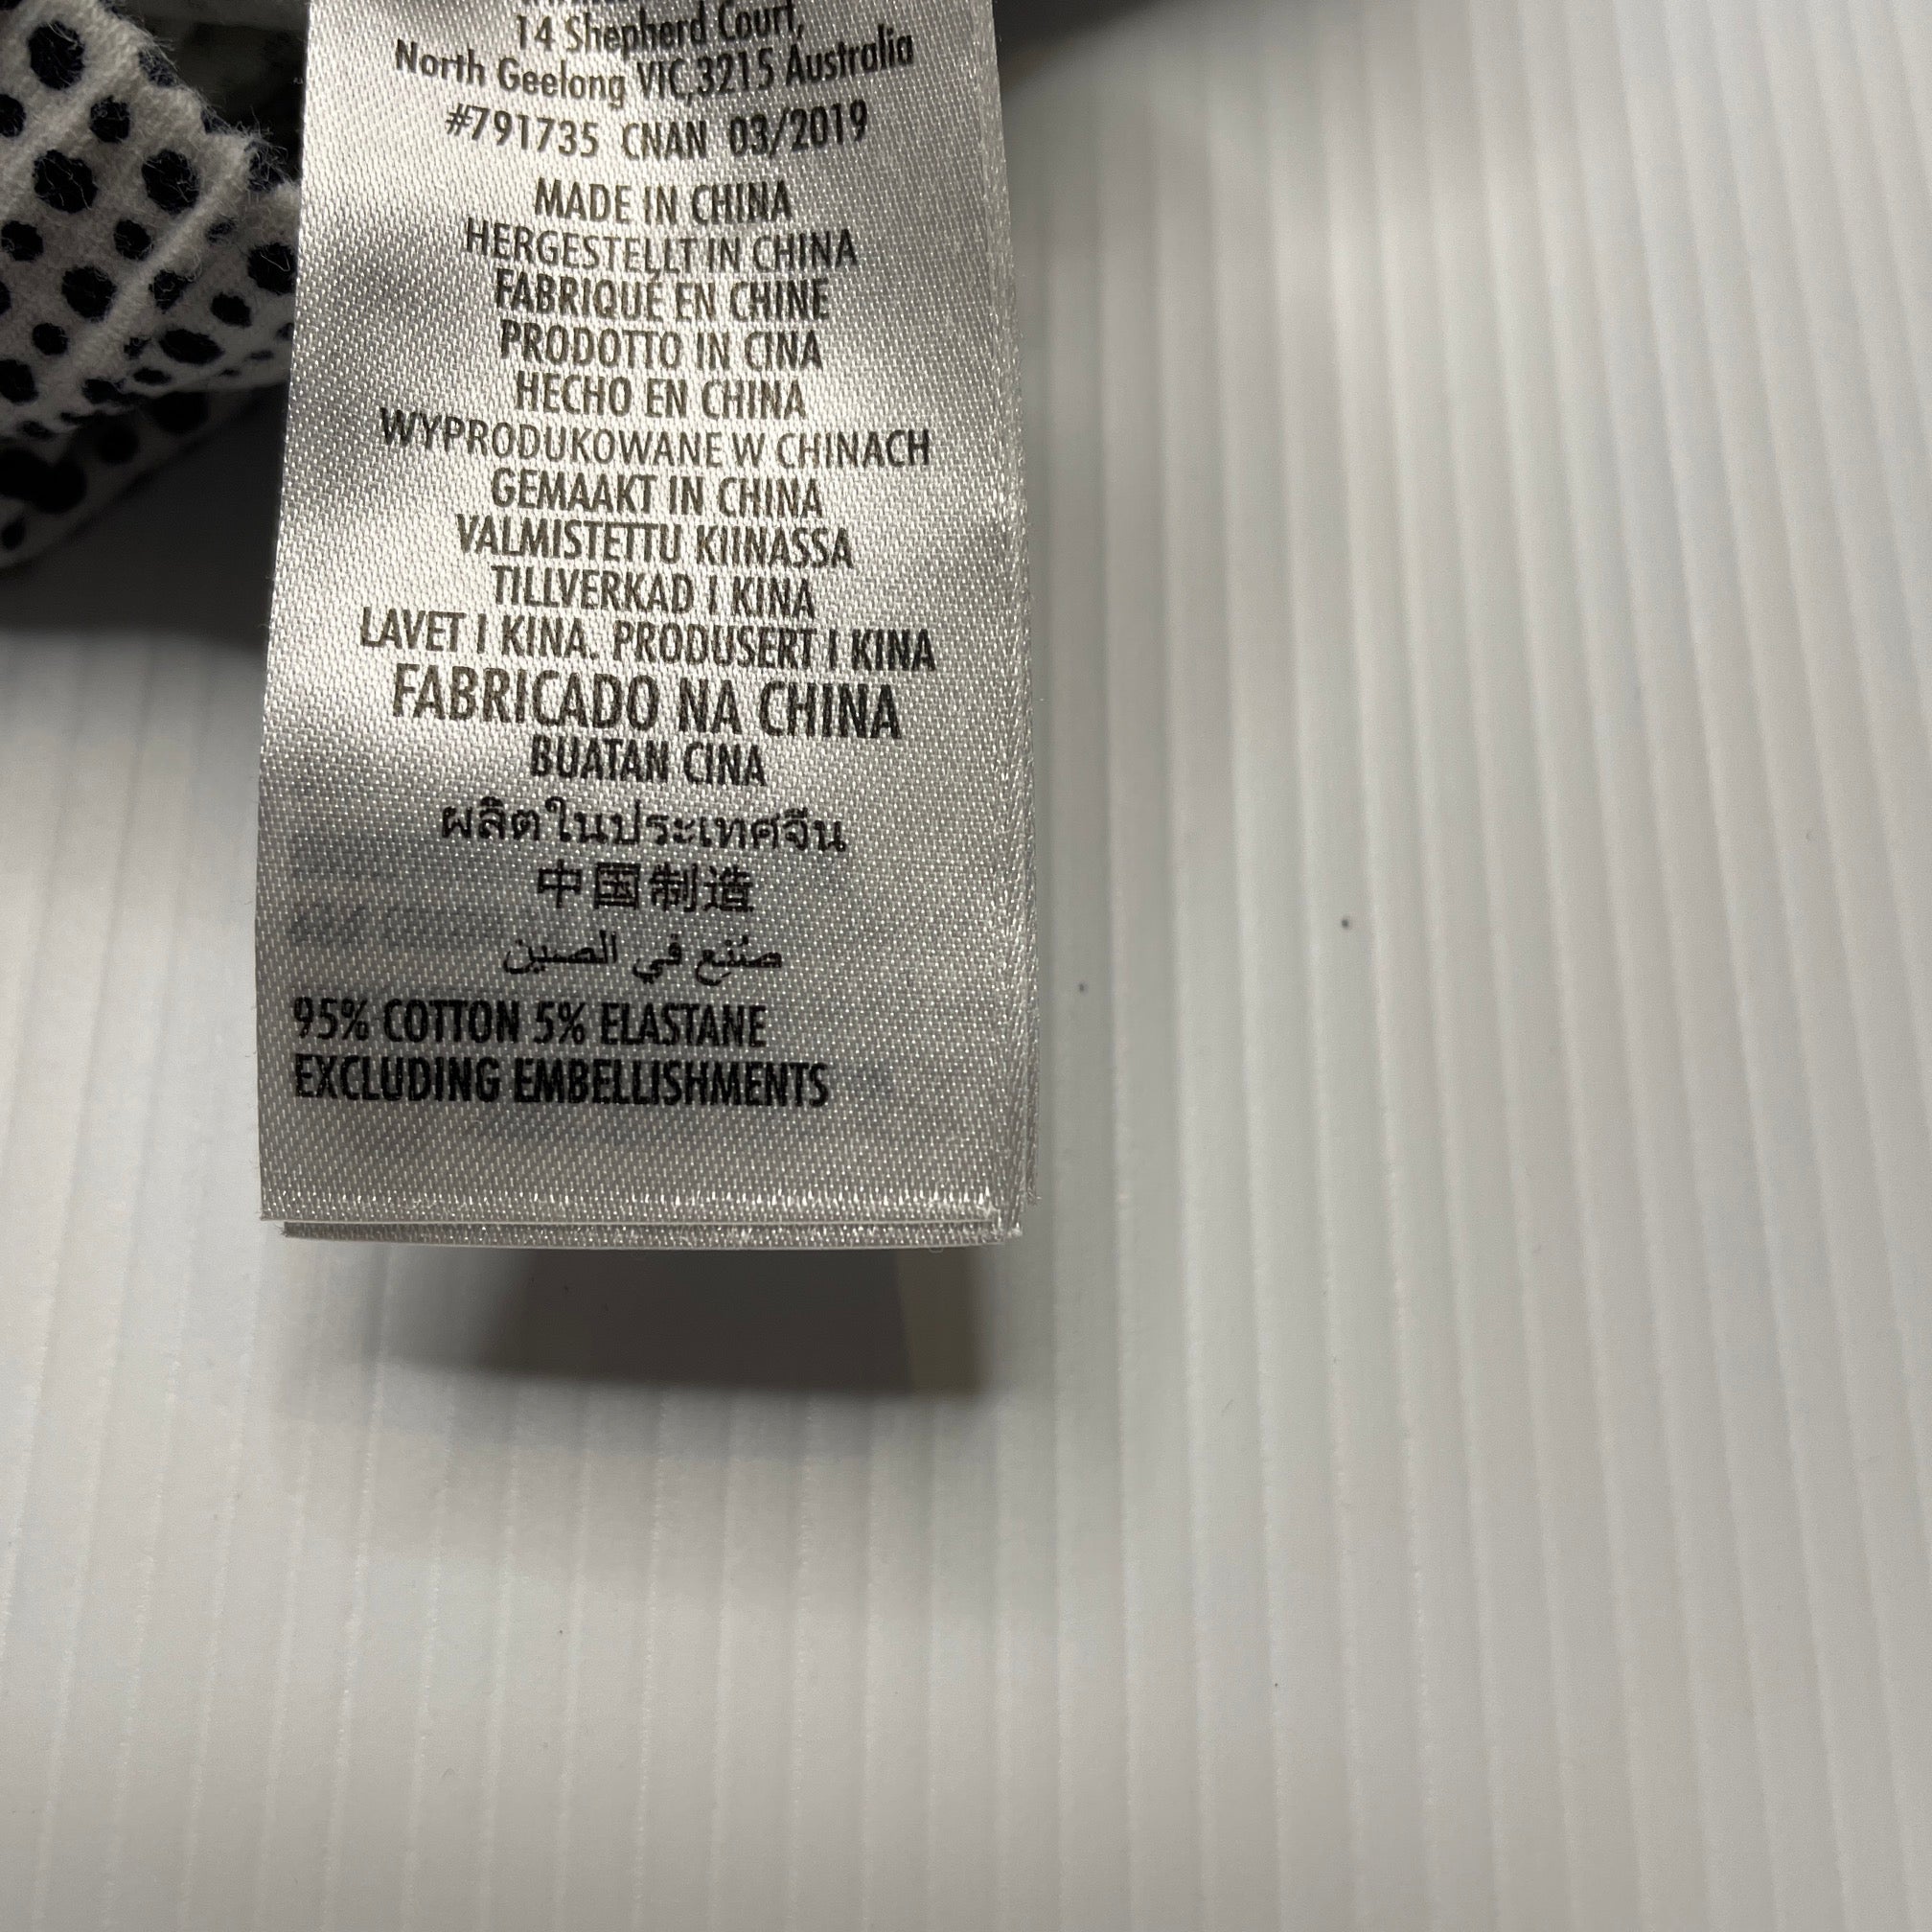 14 Shepherd Court,
North Geelong VIC,3215 Australia
#791735 CNAN 03/2019
MADE IN CHINA
HERGESTELLT IN CHINA
FABRIQUÉ EN CHINE
PRODOTTO IN CINA
HECHO EN CHINA
WYPRODUKOWANE W CHINACH
GEMAAKT IN CHINA
VALMISTETTU KIINASSA
TILLVERKAD I KINA
LAVET I KINA. PRODUSERT I KINA
FABRICADO NA CHINA
BUATAN CINA
ผลิตในประเทศจีน
中国制造
صُنع في الصين
95% COTTON 5% ELASTANE
EXCLUDING EMBELLISHMENTS